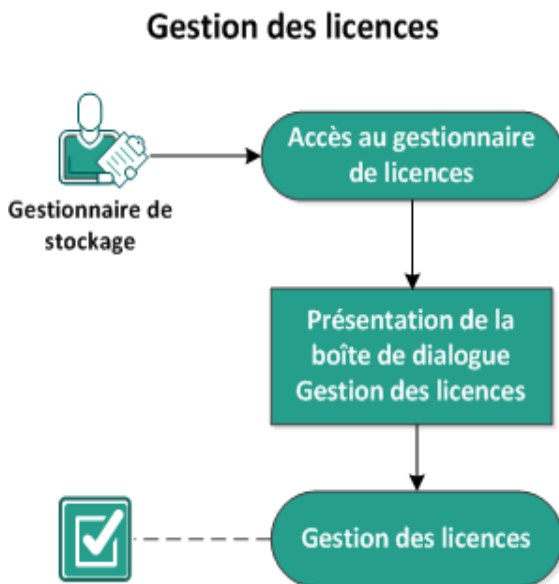 Gestion des licences
Accès au gestionnaire
de licences
Gestionnaire de
stockage
Présentation de la
boîte de dialogue
Gestion des licences
Gestion des licences